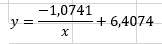 y = −1,0741/x + 6,4074